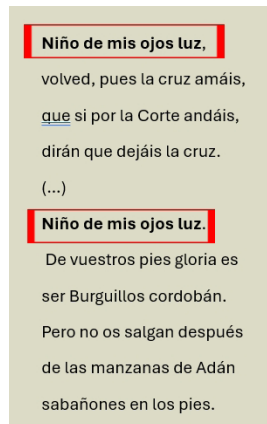 Niño de mis ojos luz,
volved, pues la cruz amáis,
que si por la Corte andáis,
dirán que dejáis la cruz.
(...)
Niño de mis ojos luz.
De vuestros pies gloria es
ser Burguillos cordobán.
Pero no os salgan después
de las manzanas de Adán
sabañones en los pies.